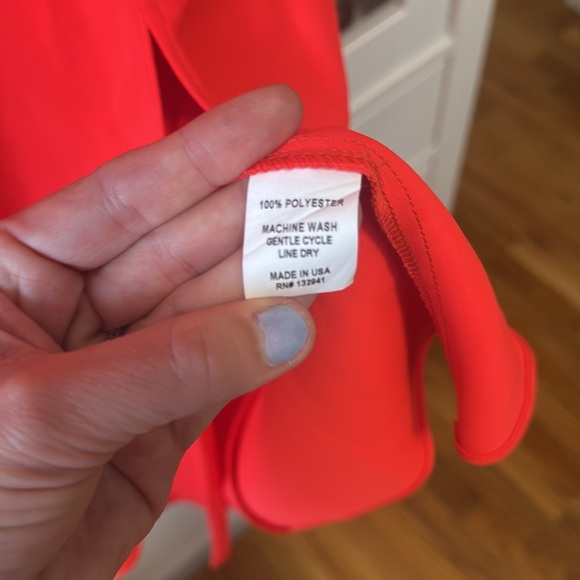 100% POLYESTER
MACHINE WASH
GENTLE CYCLE
LINE DRY
MADE IN USA
RN# 132941